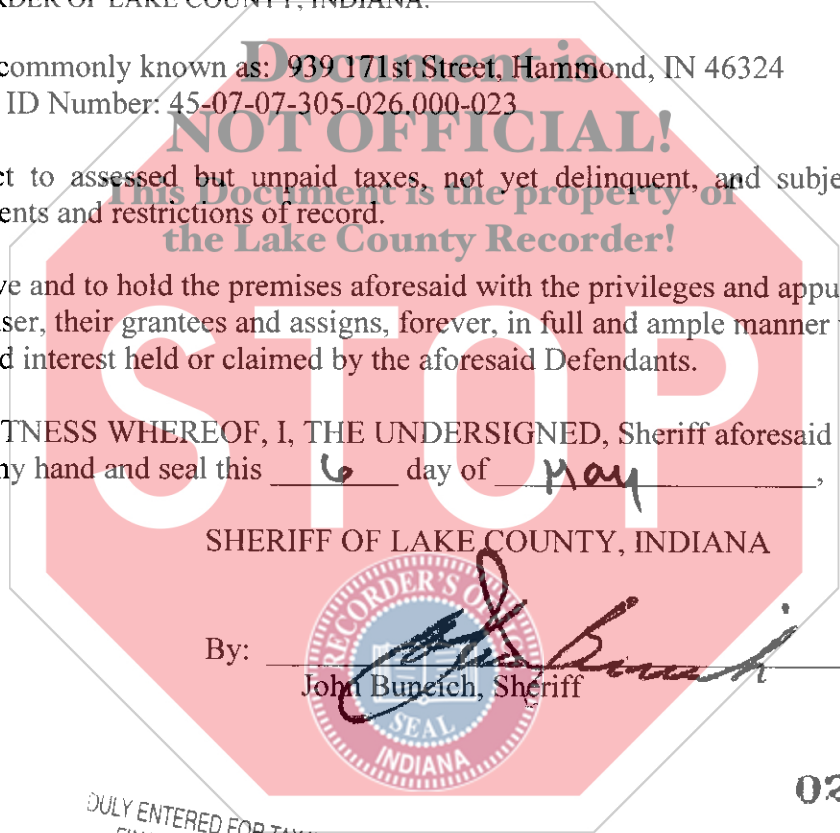 RDER OF LAKE COUNTY, INDIANA.
Document is
commonly known as: 939 171st Street, Hammond, IN 46324
ID Number: 45-07-07-305-026.000-023
NOT OFFICIAL!
ct to assessed but unpaid taxes, not yet delinquent, and subje
This Document is the property of
ents and restrictions of record.
the Lake County Recorder!
ve and to hold the premises aforesaid with the privileges and appu
ser, their grantees and assigns, forever, in full and ample manner
d interest held or claimed by the aforesaid Defendants.
STOP
TNESS WHEREOF, I, THE UNDERSIGNED, Sheriff aforesaid
ny hand and seal this 6 day of May,
SHERIFF OF LAKE COUNTY, INDIANA
RECORDER'S
By:
John Buneich, Sheriff
SEAL
INDIANA
02
DULY ENTERED FOR